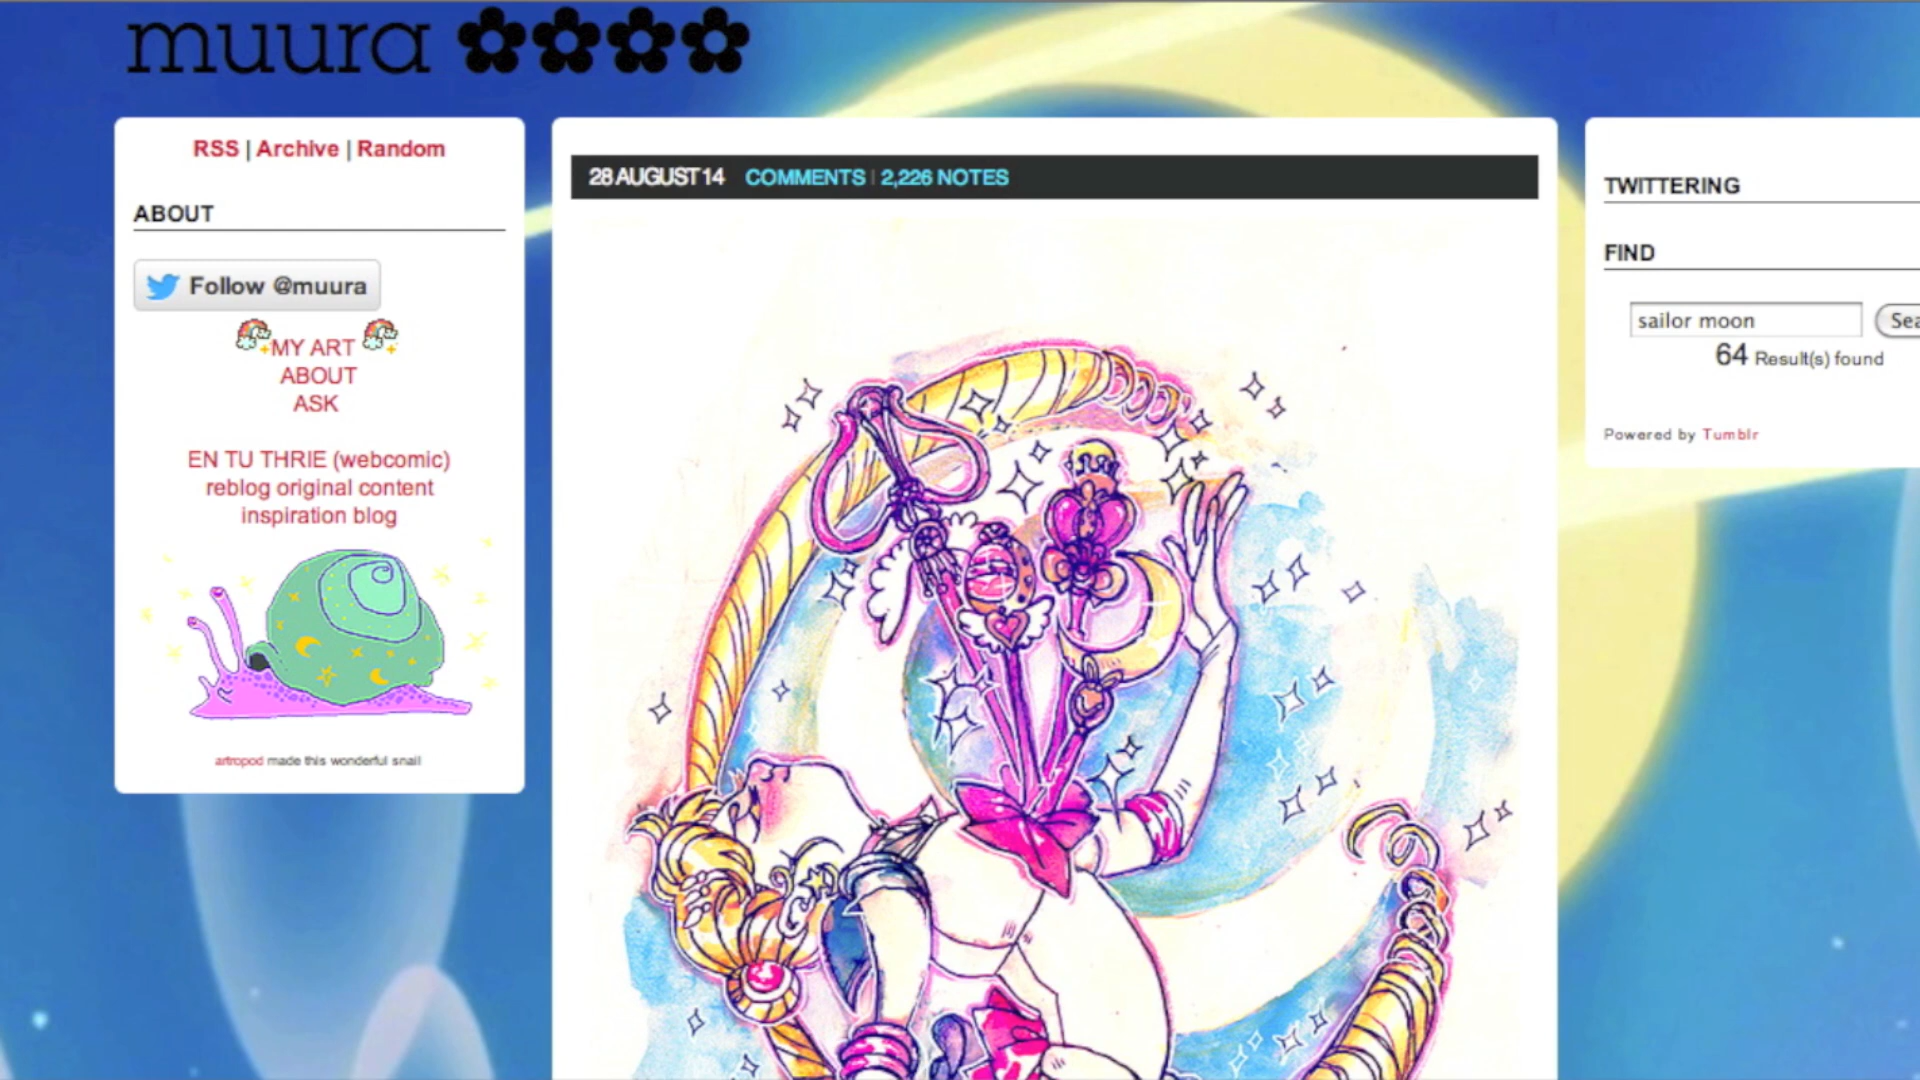 muura ✿✿✿✿
RSS | Archive | Random
ABOUT
Follow @muura
MY ART
ABOUT
ASK
EN TU THRIE (webcomic)
reblog original content
inspiration blog
artropod made this wonderful snail
28 AUGUST 14 COMMENTS | 2,226 NOTES
TWITTERING
FIND
sailor moon Sea
64 Result(s) found
Powered by Tumblr